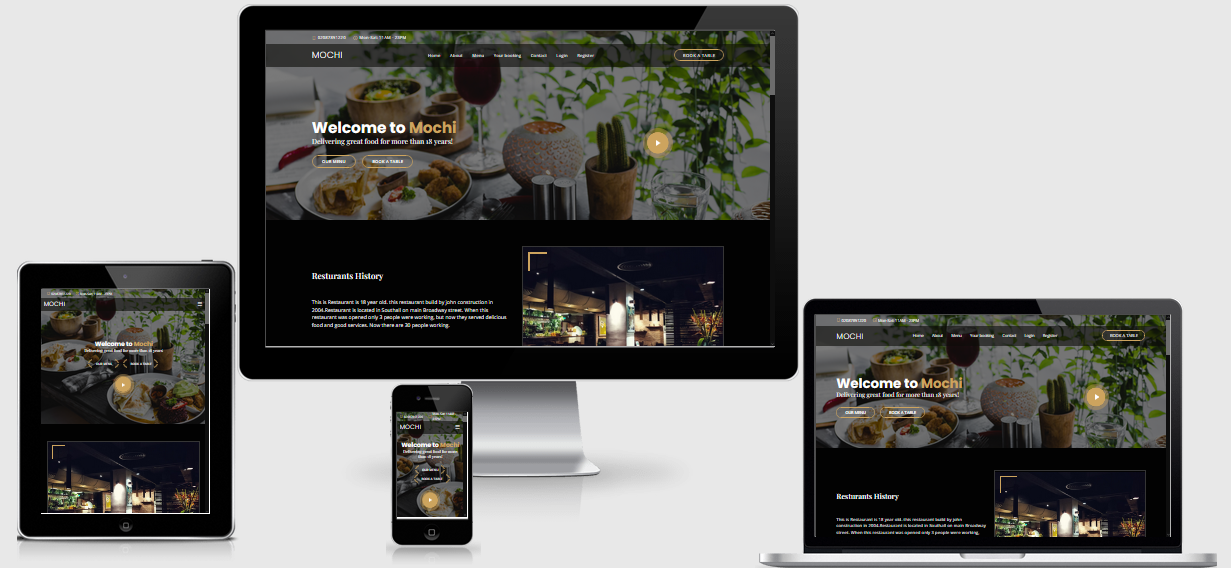 02087891220 Mon-Sat: 11 AM - 23PM
MOCHI
Home About Menu Your booking Contact Login Register
BOOK A TABLE
Welcome to Mochi
Delivering great food for more than 18 years!
OUR MENU BOOK A TABLE
Resturants History
This is Restaurant is 18 year old. this restaurant build by john construction in
2004.Restaurant is located in Southall on main Broadway street. When this
restaurant was opened only 3 people were working, but now they served delicious
food and good services. Now there are 30 people working.
MOCHI
Welcome to Mochi
Delivering great food for more than 18 years
OUR MENU BOOK A TABLE
MOCHI
Welcome to Mochi
Delivering great food for more
than 18 years!
OUR MENU
BOOK A TABLE
02087891220 Mon-Sat: 11 AM - 23PM
MOCHI
Home About Menu Your booking Contact Login Register
BOOK A TABLE
Welcome to Mochi
Delivering great food for more than 18 years!
OUR MENU BOOK A TABLE
Resturants History
This is Restaurant is 18 year old. this restaurant build by john
construction in 2004.Restaurant is located in Southall on main Broadway
street. When this restaurant was opened only 3 people were working,